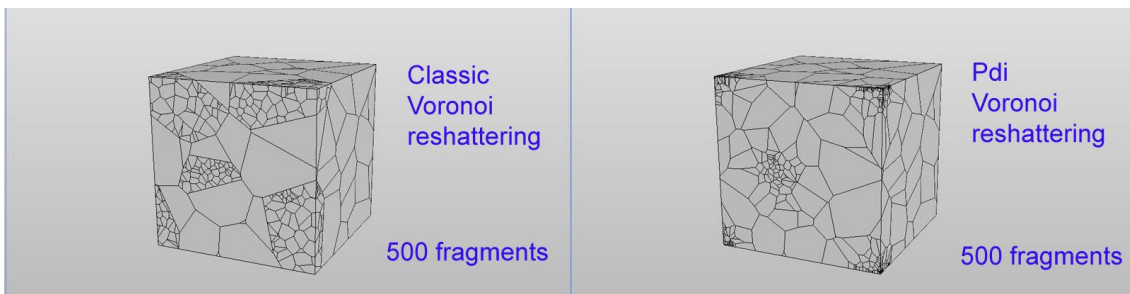 Classic
Voronoi
reshattering
500 fragments
Pdi
Voronoi
reshattering
500 fragments